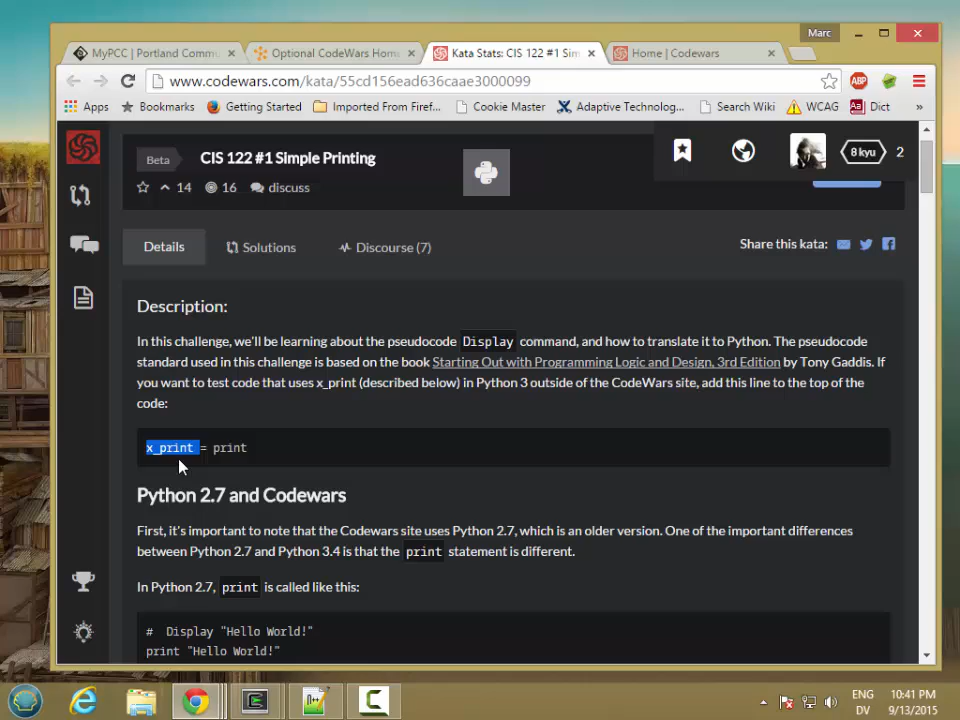 Marc
MyPCC | Portland Commu
Optional CodeWars Hom
Kata Stats: CIS 122 #1 Sim
Home | Codewars
www.codewars.com/kata/55cd156ead636caae3000099
ABP
Apps
Bookmarks
Getting Started
Imported From Firef...
Cookie Master
Adaptive Technolog...
Search Wiki
WCAG
Dict
»
Beta
CIS 122 #1 Simple Printing
8 kyu
2
14
16
discuss
Details
Solutions
Discourse (7)
Share this kata:
Description:
In this challenge, we'll be learning about the pseudocode Display command, and how to translate it to Python. The pseudocode
standard used in this challenge is based on the book Starting Out with Programming Logic and Design, 3rd Edition by Tony Gaddis. If
you want to test code that uses x_print (described below) in Python 3 outside of the CodeWars site, add this line to the top of the
code:
x_print = print
Python 2.7 and Codewars
First, it's important to note that the Codewars site uses Python 2.7, which is an older version. One of the important differences
between Python 2.7 and Python 3.4 is that the print statement is different.
In Python 2.7, print is called like this:
# Display "Hello World!"
print "Hello World!"
ENG
DV
10:41 PM
9/13/2015